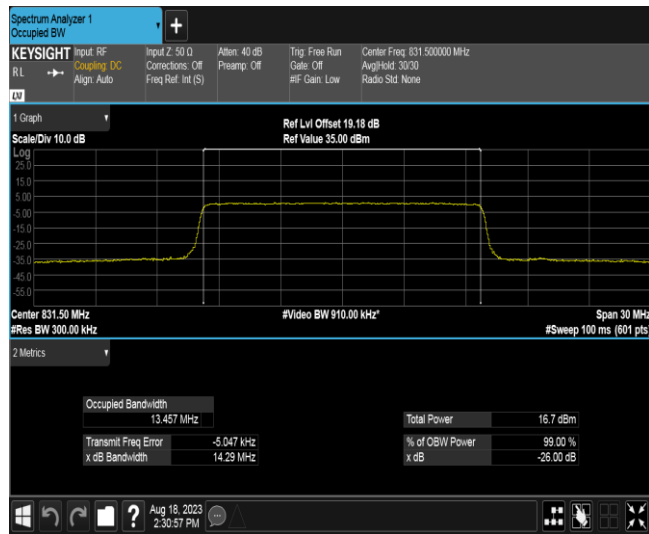 Spectrum Analyzer 1
Occupied BW
+
KEYSIGHT
RL
LXI
Input: RF
Coupling: DC
Align: Auto
Input Z: 50 Ω
Corrections: Off
Freq Ref: Int (S)
Atten: 40 dB
Preamp: Off
Trig: Free Run
Gate: Off
#IF Gain: Low
Center Freq: 831.500000 MHz
Avg|Hold: 30/30
Radio Std: None
1 Graph
Scale/Div 10.0 dB
Ref Lvl Offset 19.18 dB
Ref Value 35.00 dBm
Log
25.0
15.0
5.00
-5.00
-15.0
-25.0
-35.0
-45.0
-55.0
Center 831.50 MHz
#Res BW 300.00 kHz
#Video BW 910.00 kHz*
Span 30 MHz
#Sweep 100 ms (601 pts)
2 Metrics
Occupied Bandwidth
13.457 MHz
Transmit Freq Error -5.047 kHz
x dB Bandwidth 14.29 MHz
Total Power 16.7 dBm
% of OBW Power 99.00 %
x dB -26.00 dB
?
Aug 18, 2023
2:30:57 PM